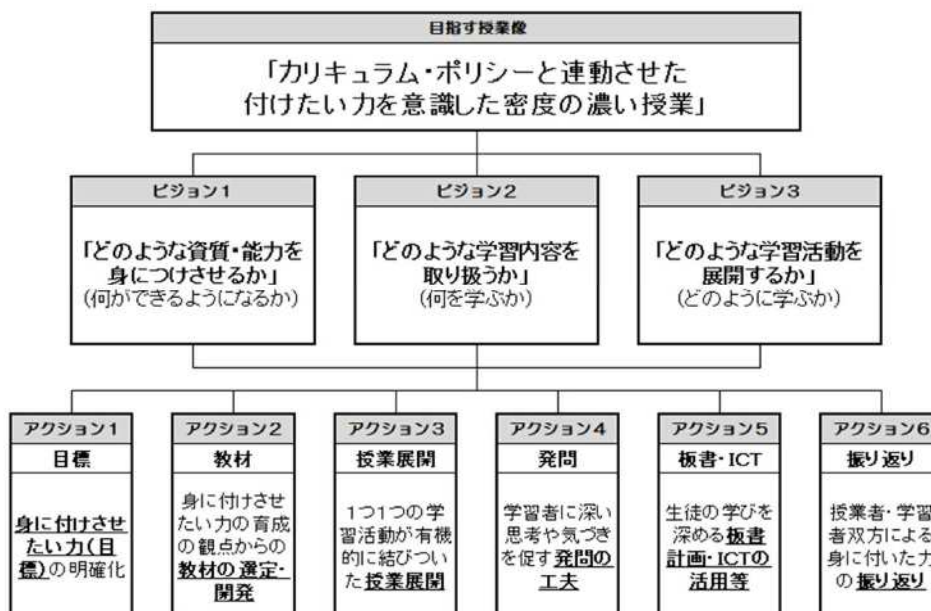 目指す授業像
「カリキュラム・ポリシーと連動させた
付けたい力を意識した密度の濃い授業」
ビジョン1
「どのような資質・能力を
身につけさせるか」
(何ができるようになるか)
ビジョン2
「どのような学習内容を
取り扱うか」
(何を学ぶか)
ビジョン3
「どのような学習活動を
展開するか」
(どのように学ぶか)
アクション1
目標
身に付けさせ
たい力(目
標)の明確化
アクション2
教材
身に付けさせ
たい力の育成
の観点からの
教材の選定・
開発
アクション3
授業展開
1つ1つの学
習活動が有機
的に結びつい
た授業展開
アクション4
発問
学習者に深い
思考や気づき
を促す発問の
工夫
アクション5
板書・ICT
生徒の学びを
深める板書
計画・ICTの
活用等
アクション6
振り返り
授業者・学習
者双方による
身に付いた力
の振り返り